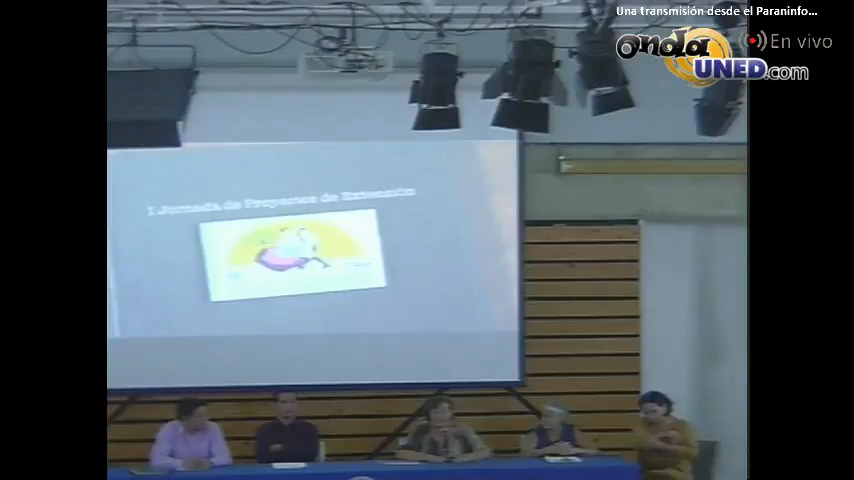 Una transmisión desde el Paraninfo...
onda UNED.com
En vivo
I Jornada de Proyectos de Extensión